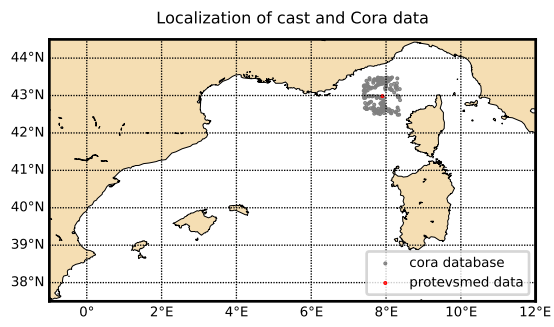 Localization of cast and Cora data
44°N
43°N
42°N
41°N
40°N
39°N
38°N
cora database
protevsmed data
0°
2°E
4°E
6°E
8°E
10°E
12°E